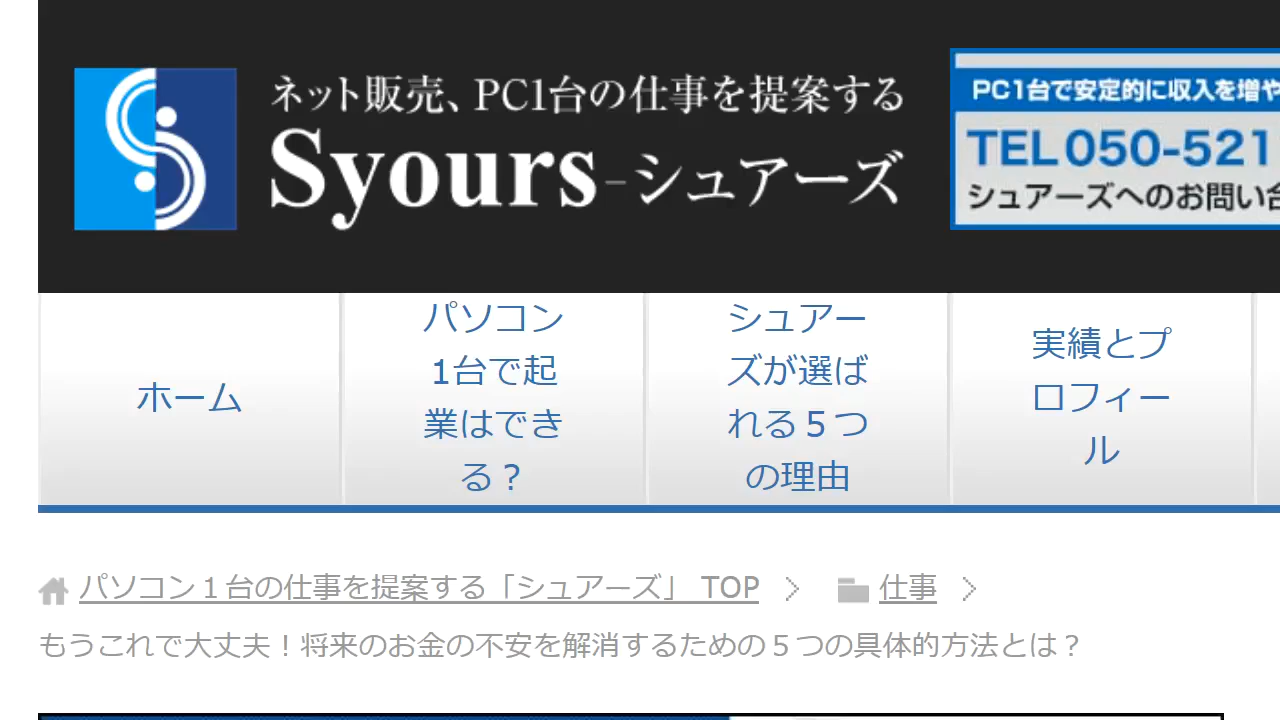 ネット販売、PC1台の仕事を提案する
Syours-シュアーズ
PC1台で安定的に収入を増や
TEL050-521
シュアーズへのお問い合
ホーム
パソコン
1台で起
業はでき
る？
シュアー
ズが選ば
れる５つ
の理由
実績とプ
ロフィー
ル
パソコン１台の仕事を提案する「シュアーズ」 TOP
仕事
もうこれで大丈夫！将来のお金の不安を解消するための５つの具体的方法とは？